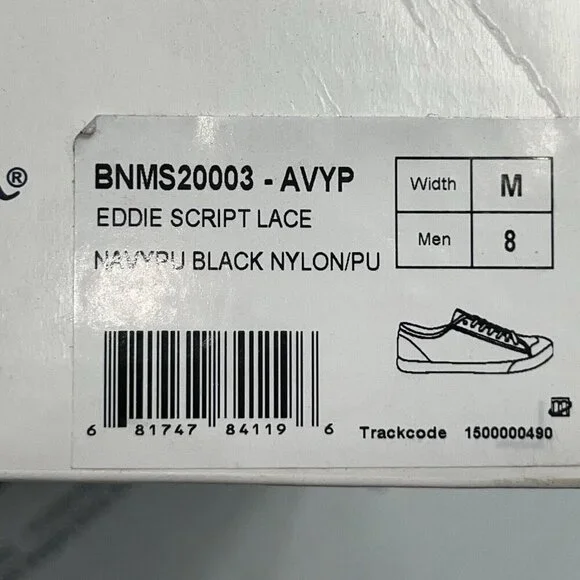 ®
BNMS20003 - AVYP
EDDIE SCRIPT LACE
NAVYPU BLACK NYLON/PU
Width M
Men 8
6 81747 84119 6
Trackcode 1500000490